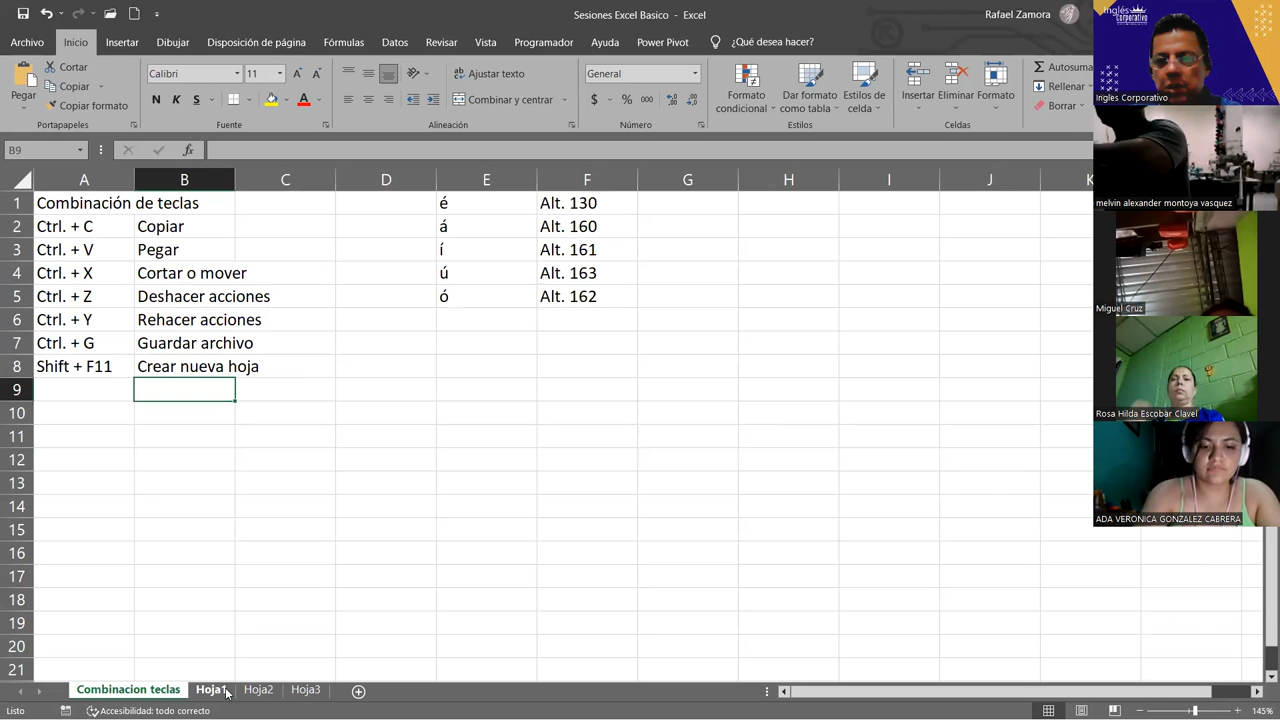 Sesiones Excel Basico - Excel
Rafael Zamora
Archivo Inicio Insertar Dibujar Disposición de página Fórmulas Datos Revisar Vista Programador Ayuda Power Pivot ¿Qué desea hacer?
Pegar
Cortar
Copiar
Copiar formato
Portapapeles
Calibri 11
N K S
Fuente
Ajustar texto
Combinar y centrar
Alineación
General
$ % 000
Número
Formato condicional
Dar formato como tabla
Estilos de celda
Estilos
Insertar Eliminar Formato
Celdas
Autosuma
Rellenar
Borrar
B9
fx
A B C D E F G H I J K
1 Combinación de teclas é Alt. 130
2 Ctrl. + C Copiar á Alt. 160
3 Ctrl. + V Pegar í Alt. 161
4 Ctrl. + X Cortar o mover ú Alt. 163
5 Ctrl. + Z Deshacer acciones ó Alt. 162
6 Ctrl. + Y Rehacer acciones
7 Ctrl. + G Guardar archivo
8 Shift + F11 Crear nueva hoja
9
10
11
12
13
14
15
16
17
18
19
20
21
Combinacion teclas Hoja1 Hoja2 Hoja3
Listo
Accesibilidad: todo correcto
145%
Inglés
Corporativo
Ingles Corporativo
melvin alexander montoya vasquez
Miguel Cruz
Rosa Hilda Escobar Clavel
ADA VERONICA GONZALEZ CABRERA